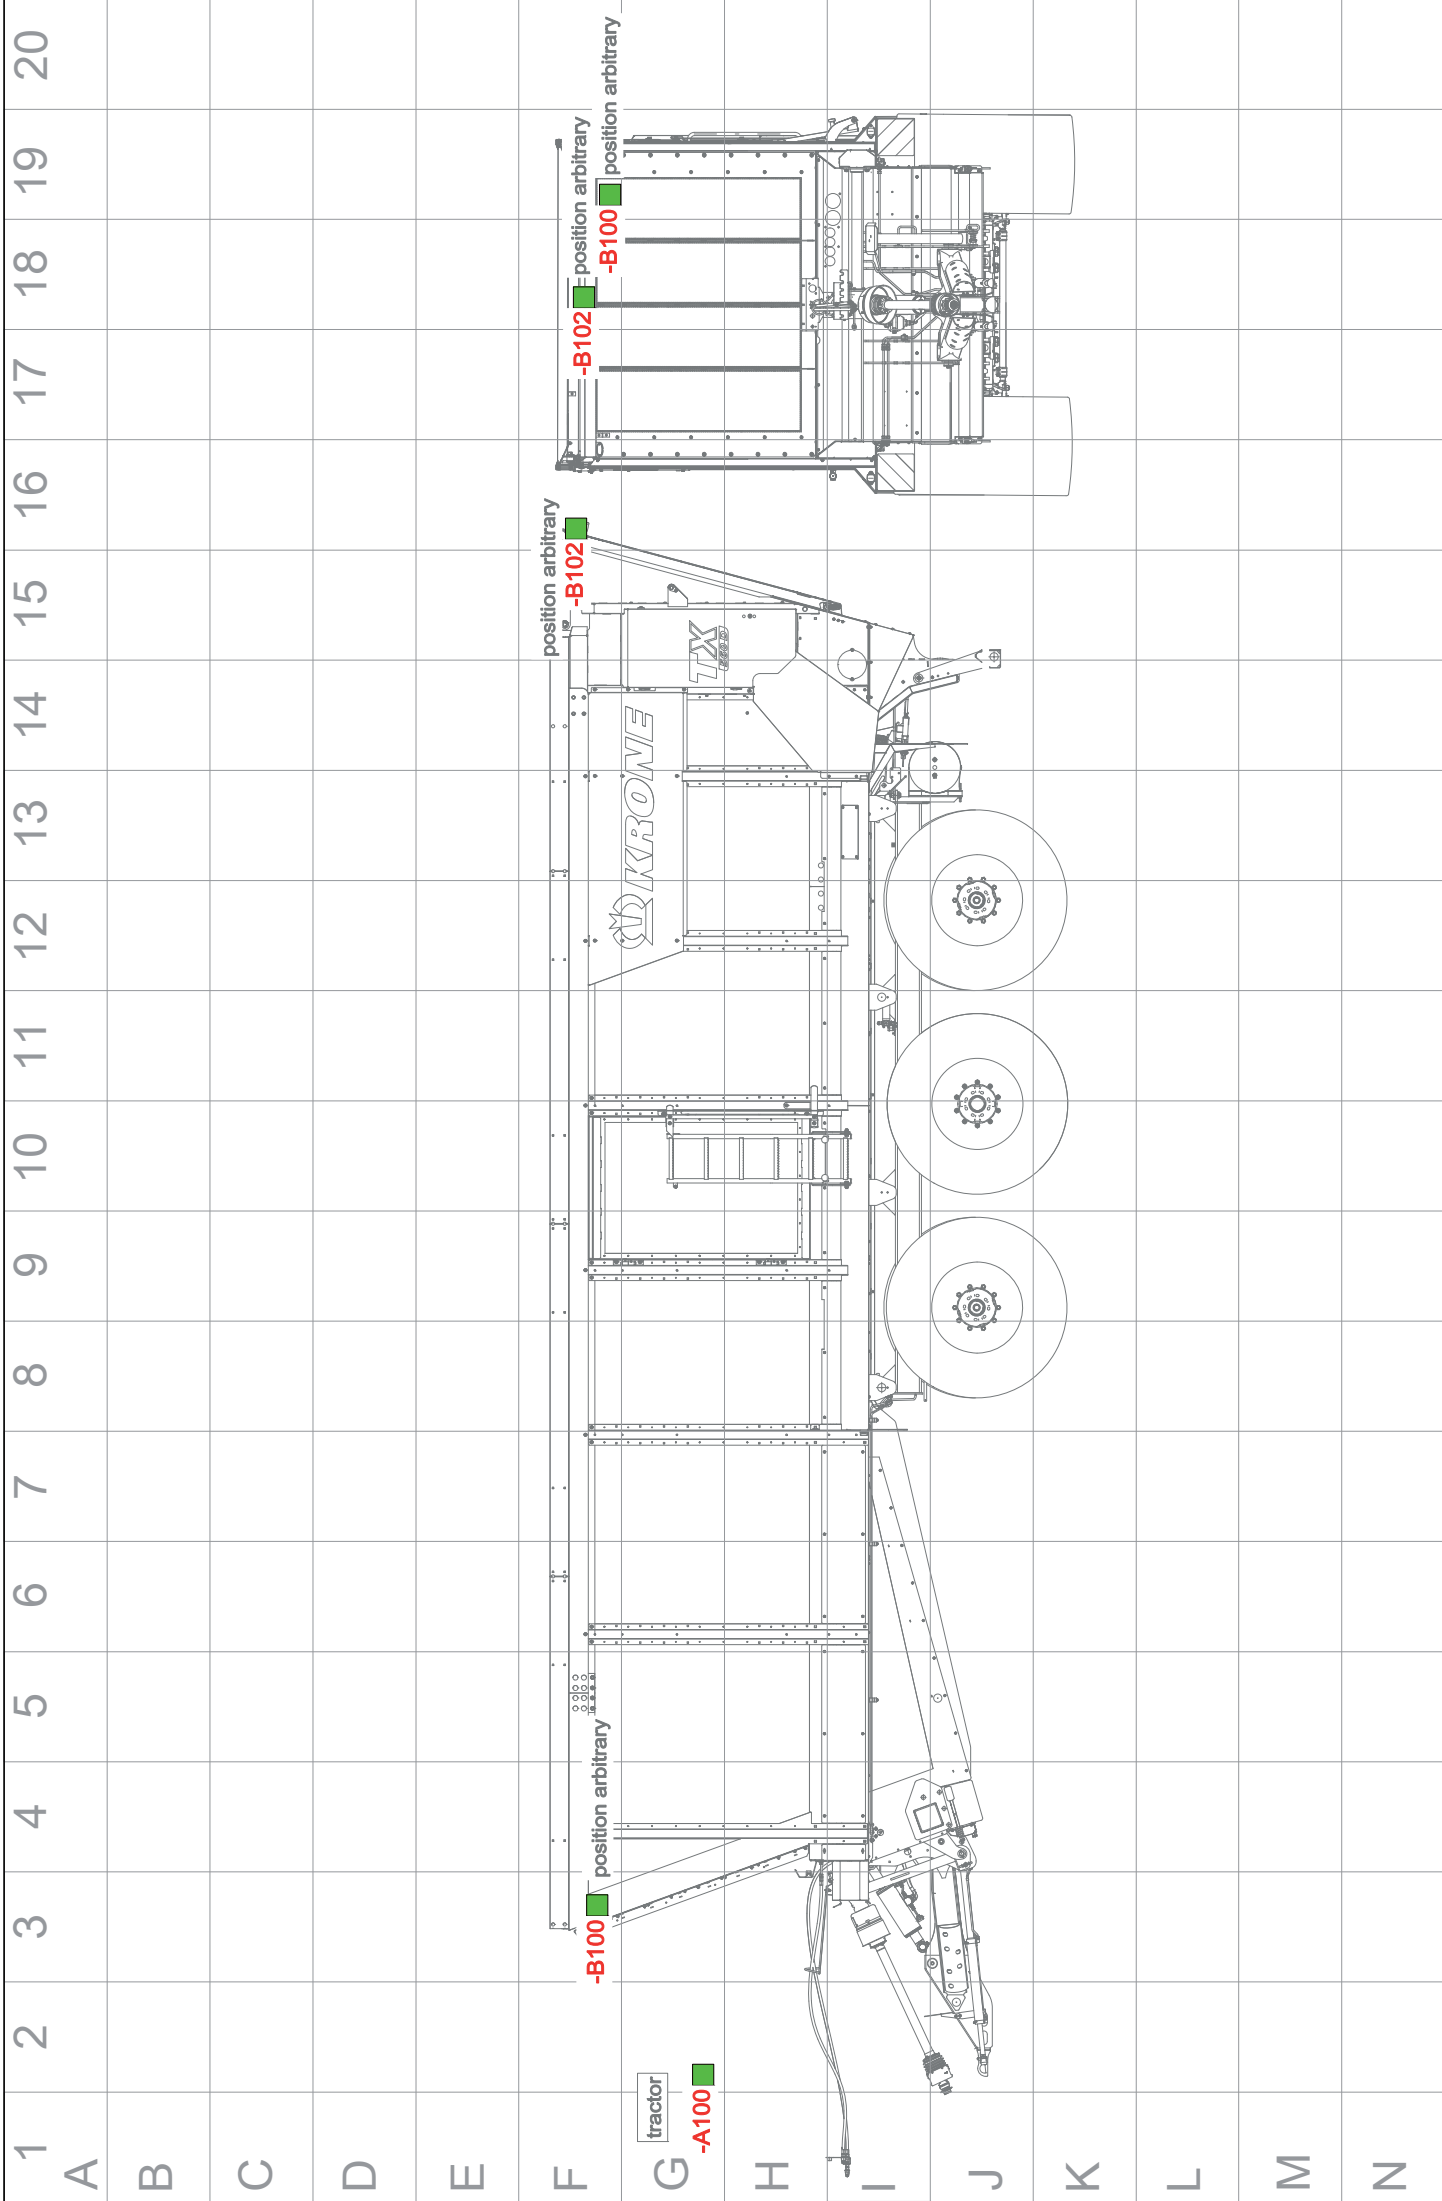 1 2 3 4 5 6 7 8 9 10 11 12 13 14 15 16 17 18 19 20
A
B
C
D
E
F
position arbitrary
-B102
-B102 position arbitrary
-B100 position arbitrary
-B100 position arbitrary
KRONE
tractor
G
-A100
TX
560 D
H
I
J
K
L
M
N